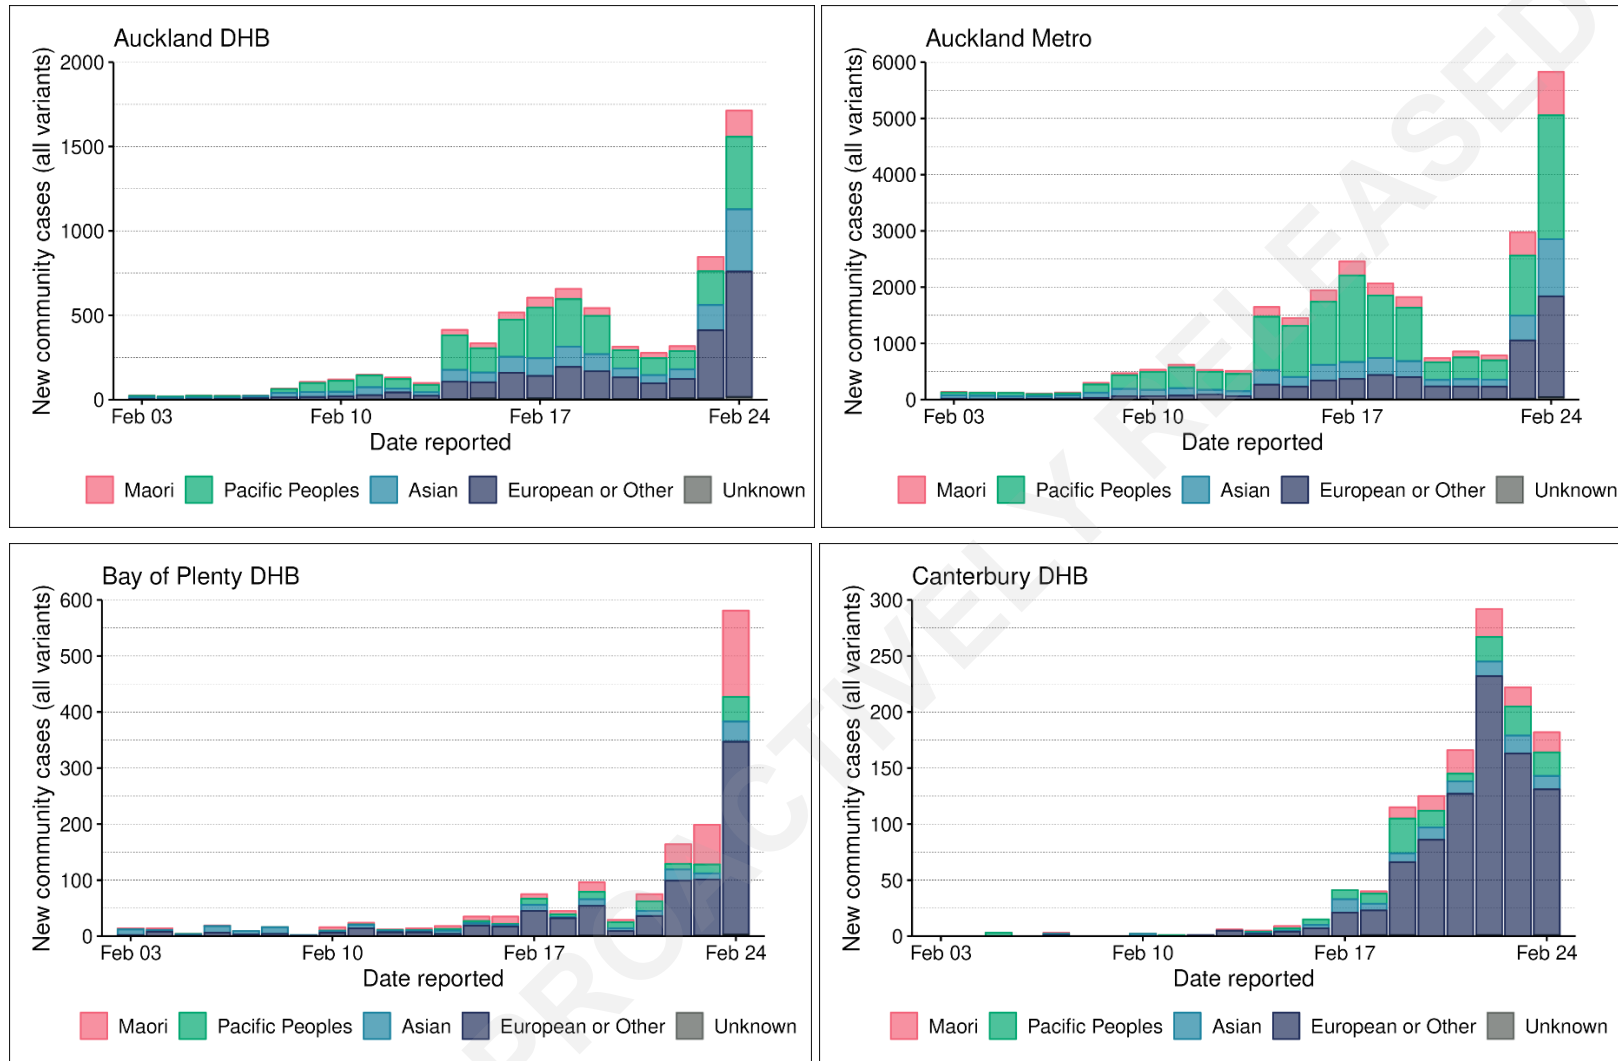 Auckland DHB
New community cases (all variants)
2000
1500
1000
500
0
Feb 03 Feb 10 Feb 17 Feb 24
Date reported
Maori Pacific Peoples Asian European or Other Unknown
Auckland Metro
New community cases (all variants)
6000
5000
4000
3000
2000
1000
0
Feb 03 Feb 10 Feb 17 Feb 24
Date reported
Maori Pacific Peoples Asian European or Other Unknown
Bay of Plenty DHB
New community cases (all variants)
600
500
400
300
200
100
0
Feb 03 Feb 10 Feb 17 Feb 24
Date reported
Maori Pacific Peoples Asian European or Other Unknown
Canterbury DHB
New community cases (all variants)
300
250
200
150
100
50
0
Feb 03 Feb 10 Feb 17 Feb 24
Date reported
Maori Pacific Peoples Asian European or Other Unknown
PROACTIVELY RELEASED